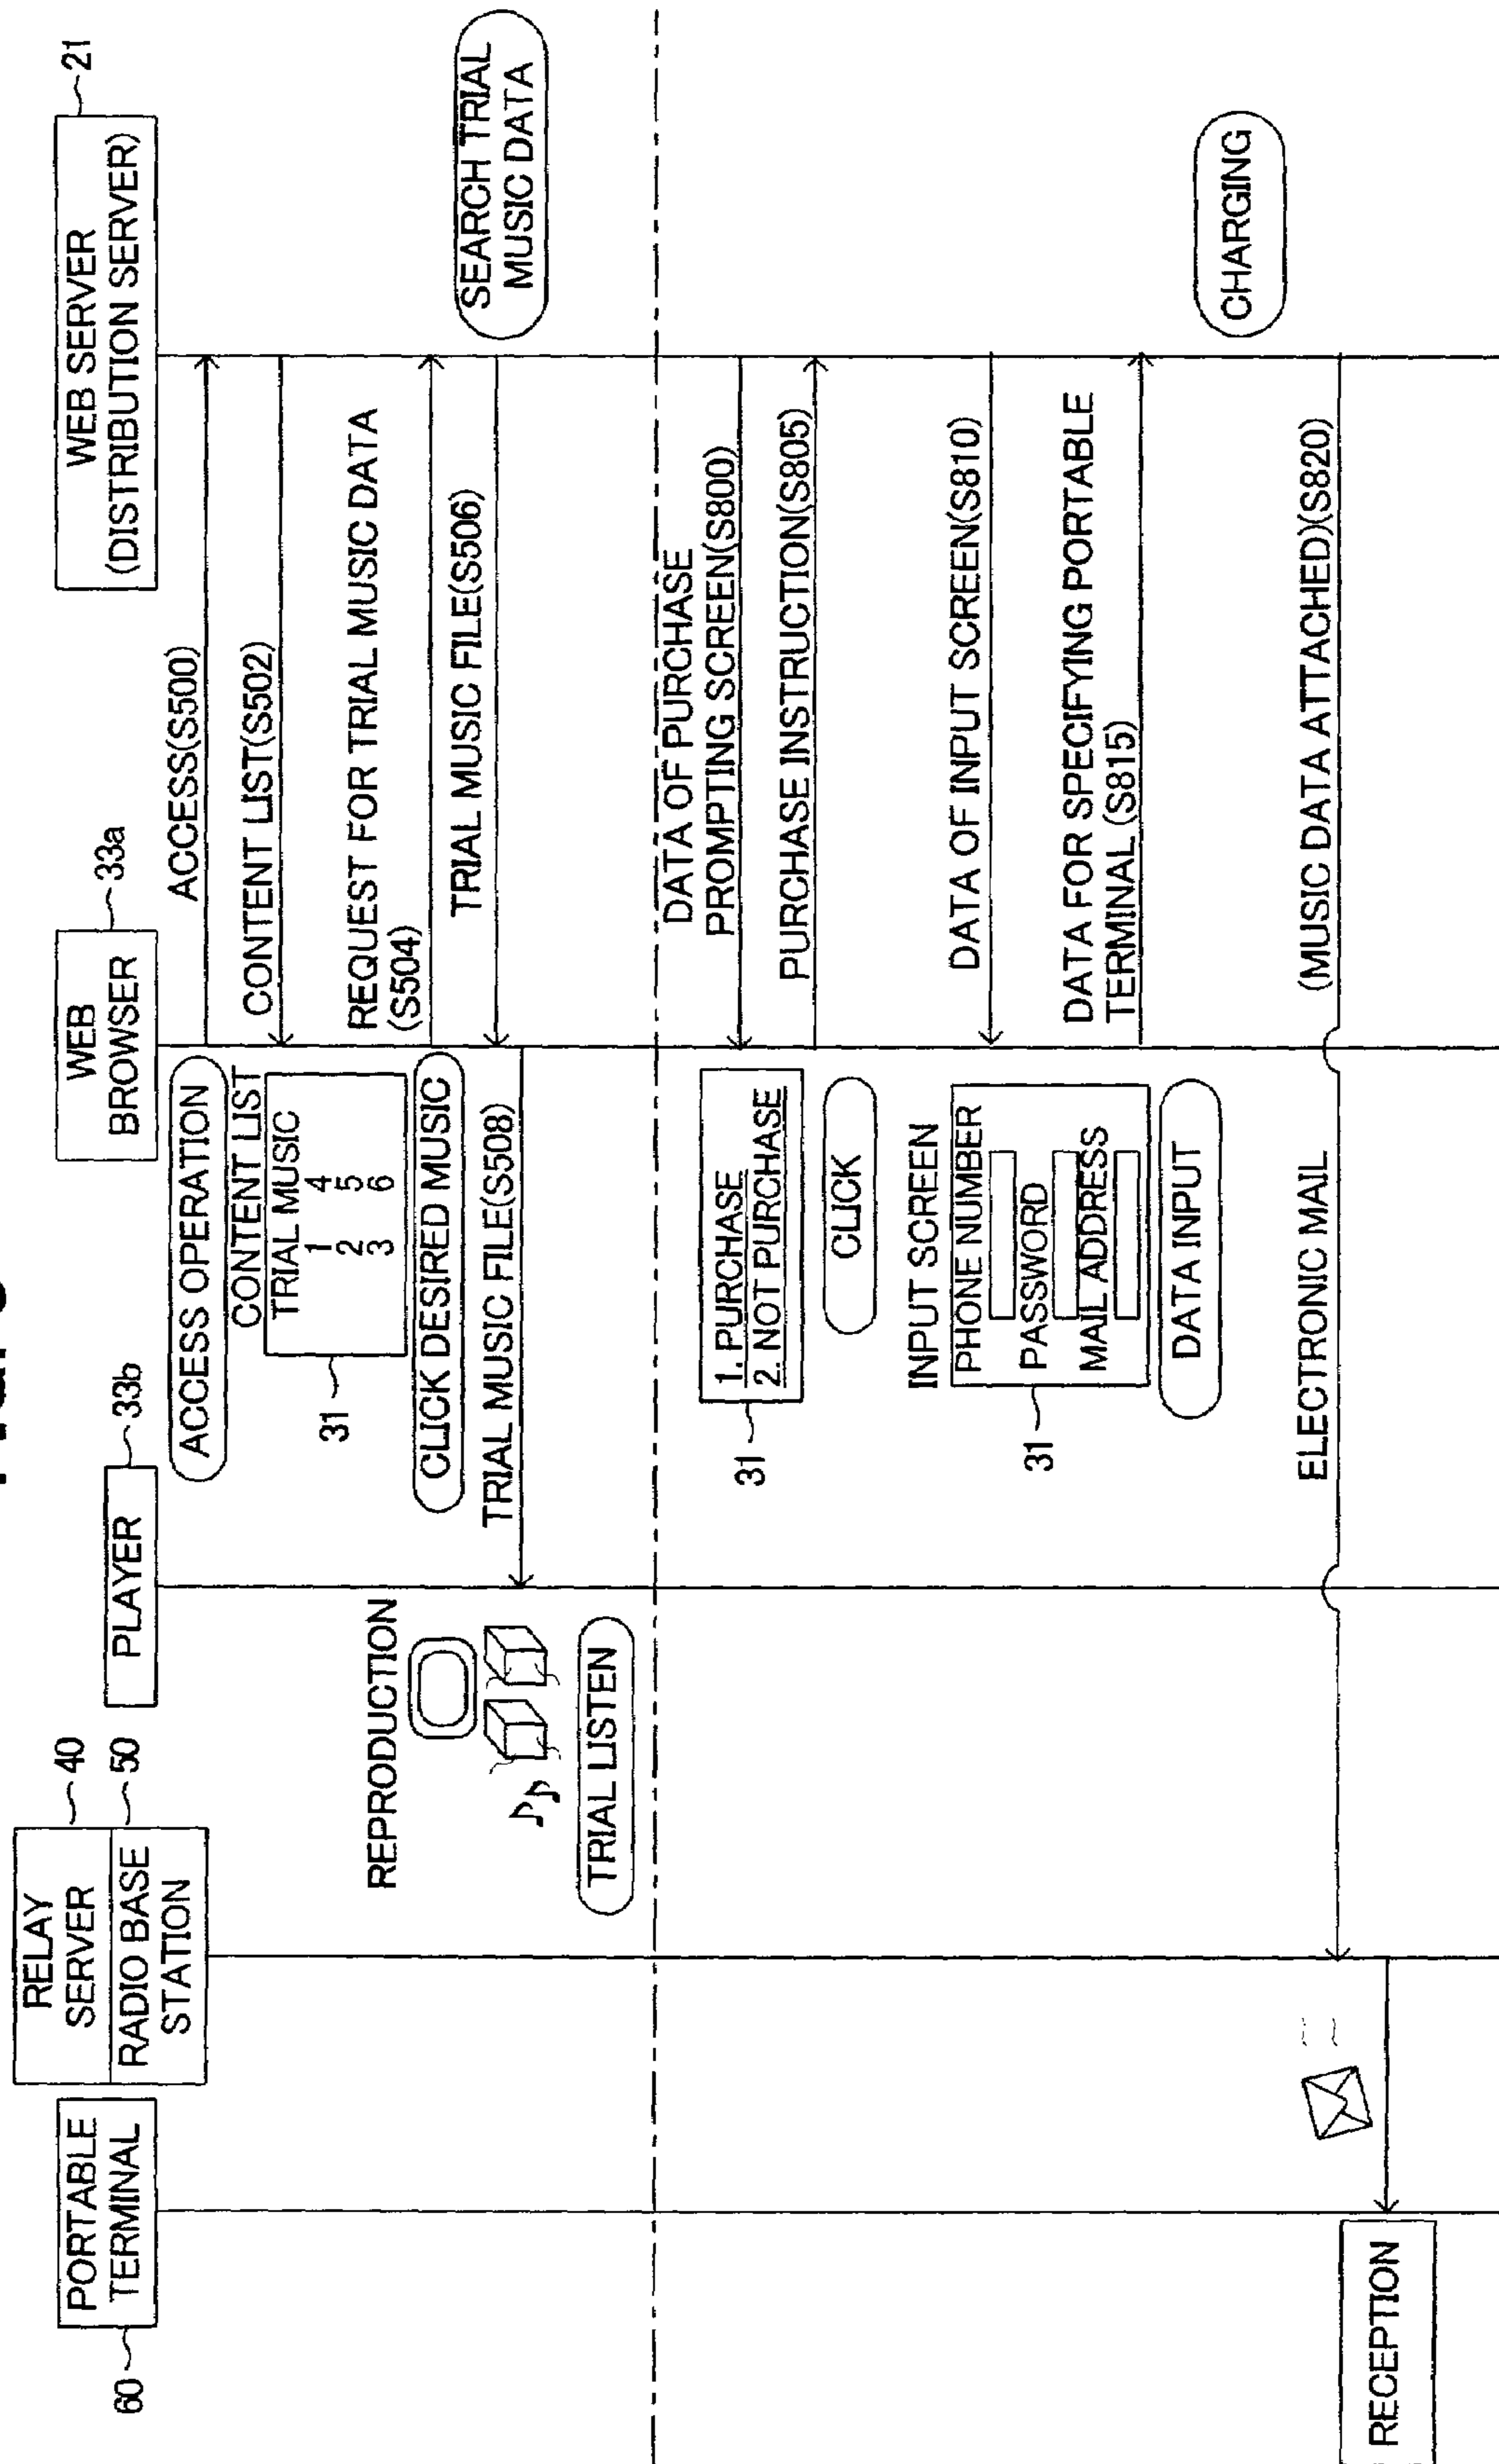 PORTABLE
TERMINAL
60
RELAY
SERVER
40
RADIO BASE
STATION
50
PLAYER
33b
WEB
BROWSER
33a
WEB SERVER
(DISTRIBUTION SERVER)
21
ACCESS OPERATION
ACCESS(S500)
CONTENT LIST
CONTENT LIST(S502)
TRIAL MUSIC
1 4
2 5
3 6
31
REQUEST FOR TRIAL MUSIC DATA
(S504)
CLICK DESIRED MUSIC
SEARCH TRIAL
MUSIC DATA
TRIAL MUSIC FILE(S506)
TRIAL MUSIC FILE(S508)
REPRODUCTION
TRIAL LISTEN
DATA OF PURCHASE
PROMPTING SCREEN(S800)
1. PURCHASE
2. NOT PURCHASE
31
PURCHASE INSTRUCTION(S805)
CLICK
INPUT SCREEN
DATA OF INPUT SCREEN(S810)
PHONE NUMBER
PASSWORD
MAIL ADDRESS
31
DATA FOR SPECIFYING PORTABLE
TERMINAL (S815)
DATA INPUT
CHARGING
ELECTRONIC MAIL
(MUSIC DATA ATTACHED)(S820)
RECEPTION